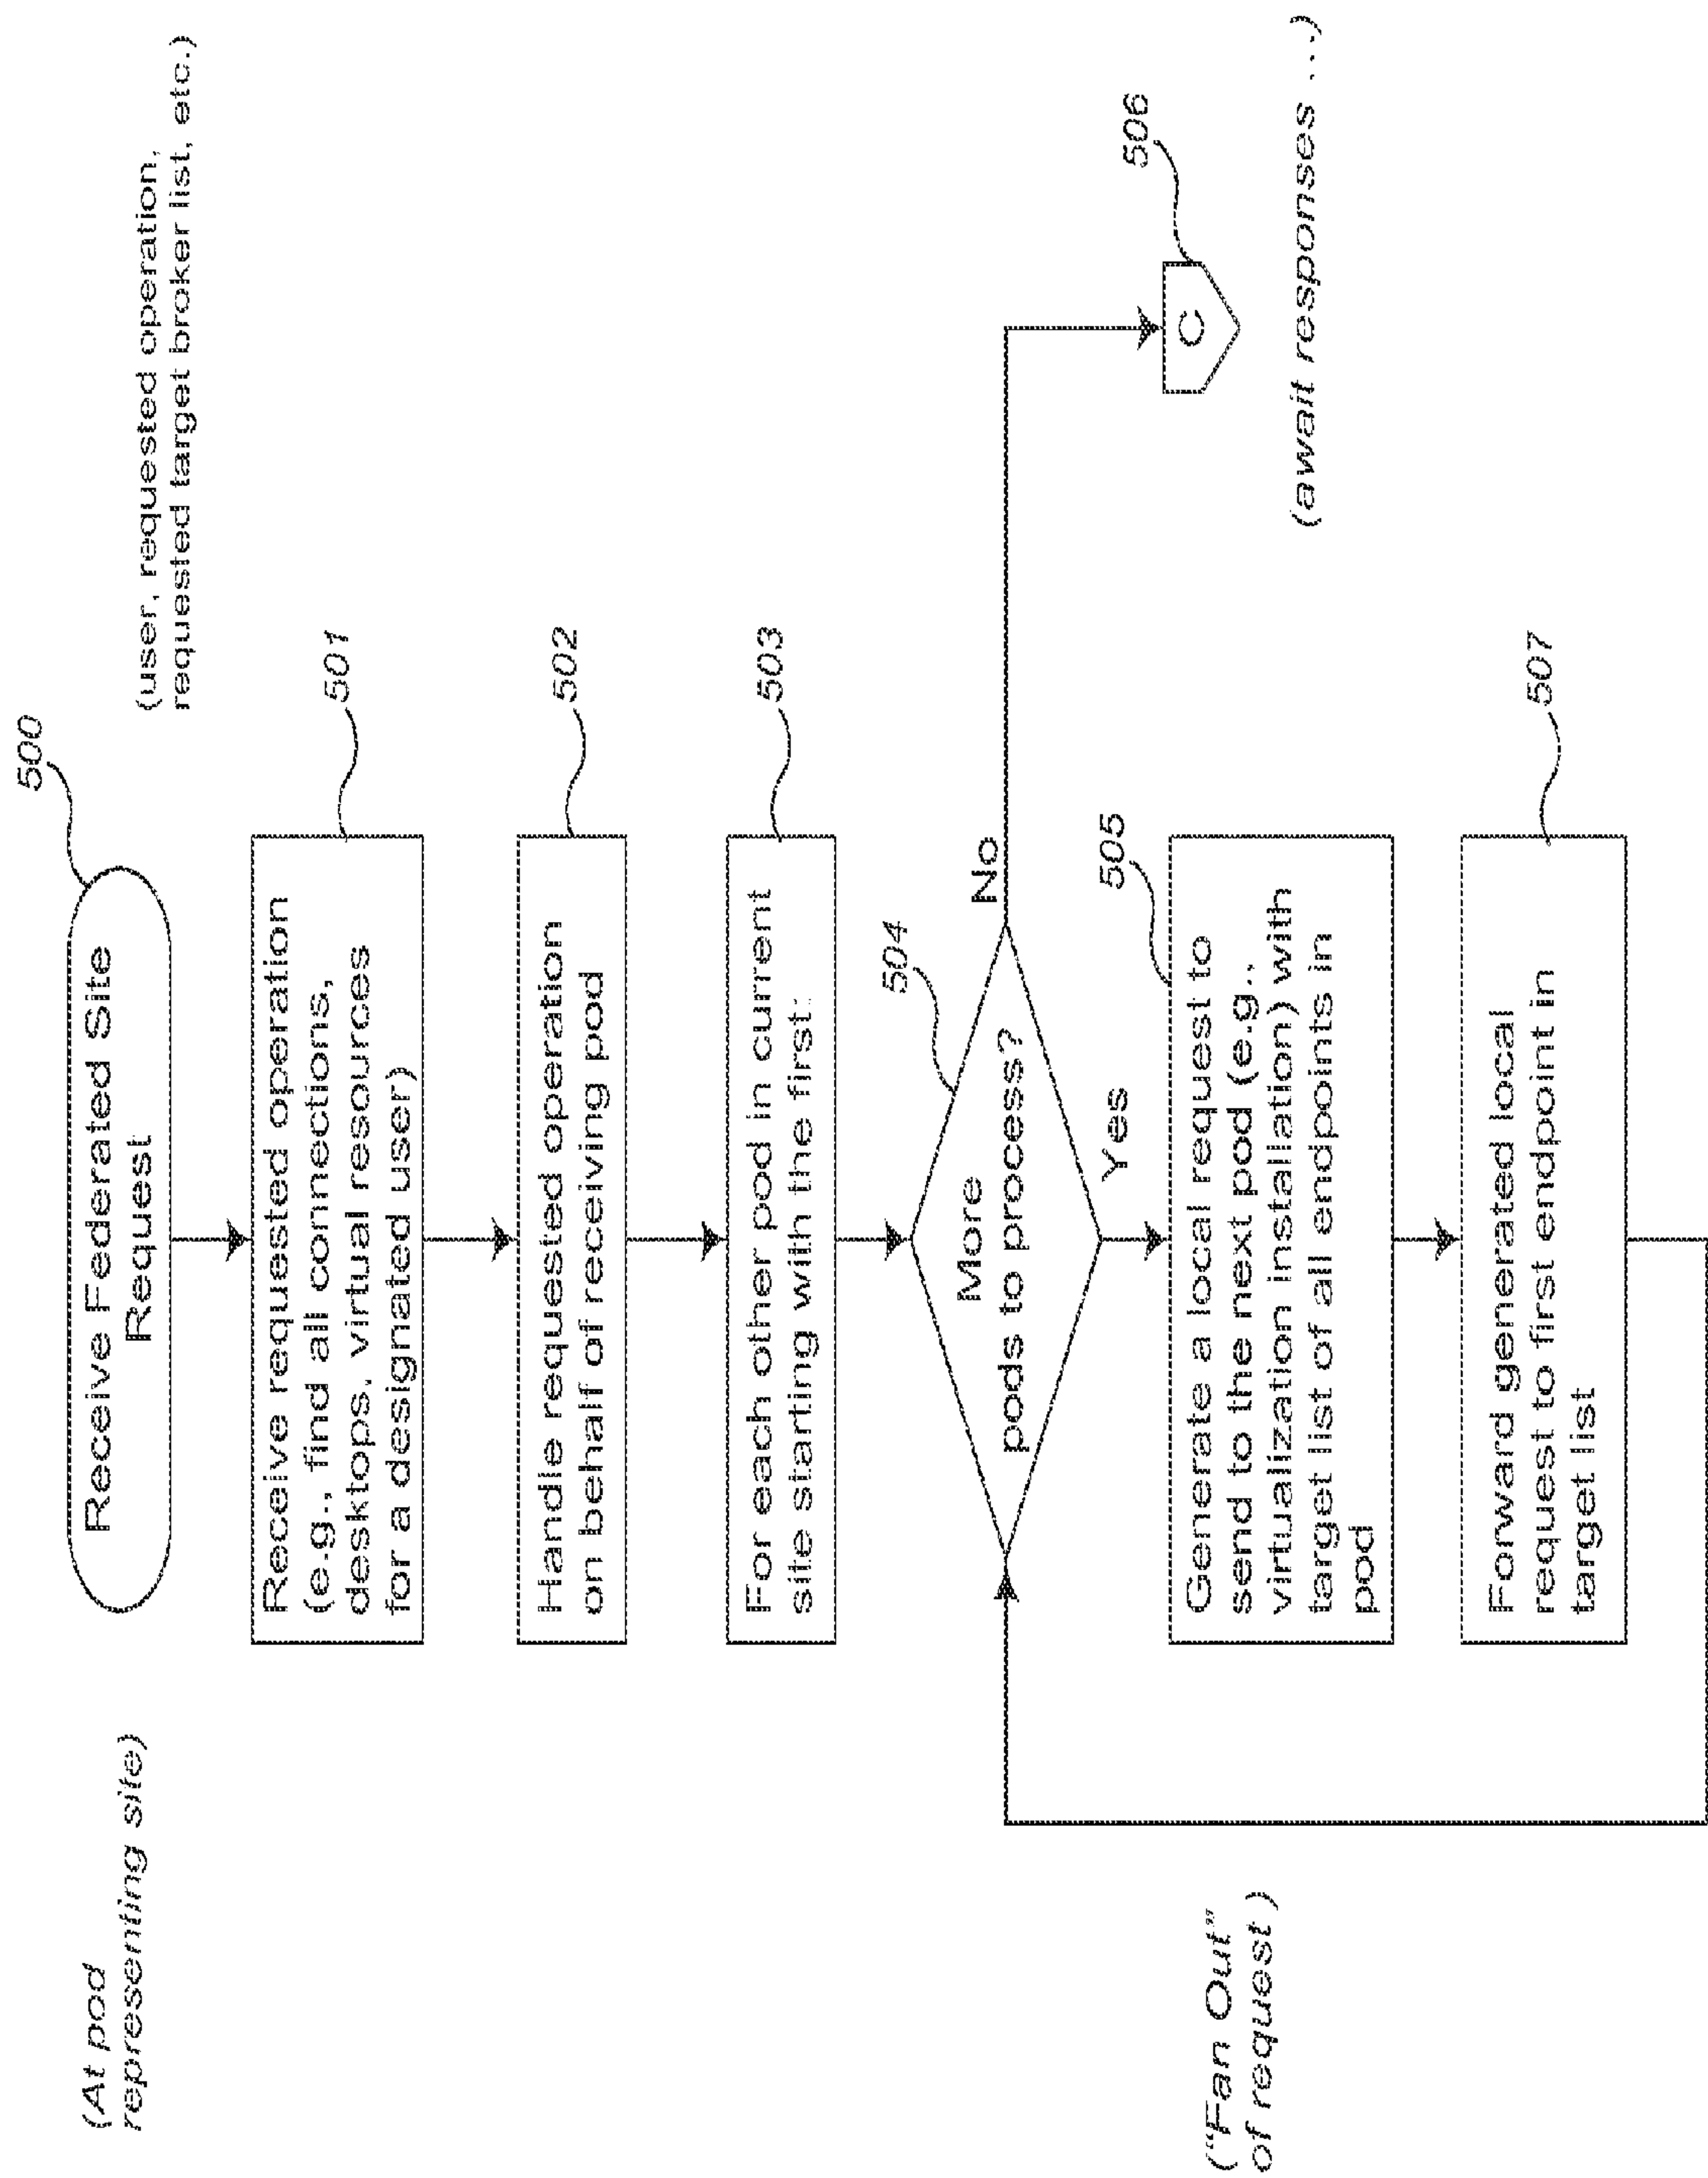 (At pod
representing site)
Receive Federated Site
Request
500
(user, requested operation,
requested target broker list, etc.)
Receive requested operation
(e.g., find all connections,
desktops, virtual resources
for a designated user)
501
Handle requested operation
on behalf of receiving pod
502
For each other pod in current
site starting with the first:
503
504
More
pods to process?
No
Yes
506
C
(await responses ...)
("Fan Out"
of request )
505
Generate a local request to
send to the next pod (e.g.,
virtualization installation) with
target list of all endpoints in
pod
Forward generated local
request to first endpoint in
target list
507